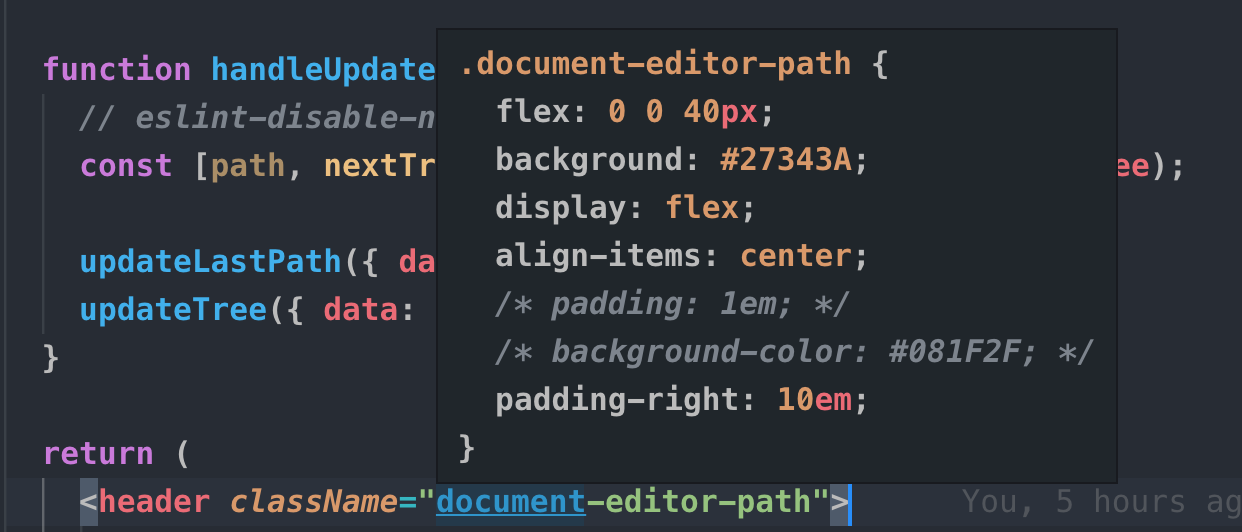 function handleUpdate
// eslint-disable-n
const [path, nextTr
ee);
updateLastPath({ da
updateTree({ data:
}
return (
<header className="document-editor-path">
You, 5 hours ag
.document-editor-path {
flex: 0 0 40px;
background: #27343A;
display: flex;
align-items: center;
/* padding: 1em; */
/* background-color: #081F2F; */
padding-right: 10em;
}